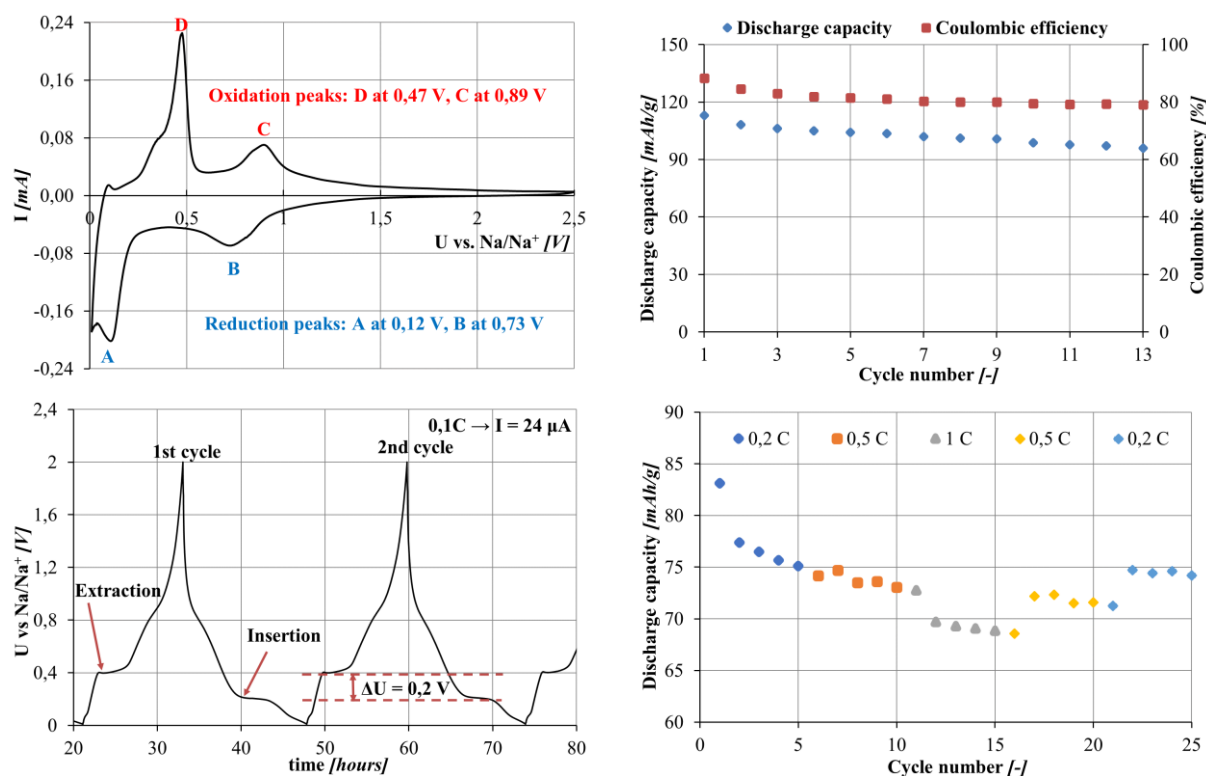 0,24
0,16
0,08
0,00
-0,08
-0,16
-0,24
I [mA]
0
0,5
1
1,5
2
2,5
U vs. Na/Na⁺ [V]
D
Oxidation peaks: D at 0,47 V, C at 0,89 V
C
B
Reduction peaks: A at 0,12 V, B at 0,73 V
A
Discharge capacity
Coulombic efficiency
150
120
90
60
30
0
Discharge capacity [mAh/g]
100
80
60
40
20
0
Coulombic efficiency [%]
1
3
5
7
9
11
13
Cycle number [-]
2,4
2
1,6
1,2
0,8
0,4
0
U vs Na/Na⁺ [V]
0,1C → I = 24 µA
1st cycle
2nd cycle
Extraction
Insertion
ΔU = 0,2 V
20
30
40
50
60
70
80
time [hours]
90
85
80
75
70
65
60
Discharge capacity [mAh/g]
0,2 C
0,5 C
1 C
0,5 C
0,2 C
0
5
10
15
20
25
Cycle number [-]